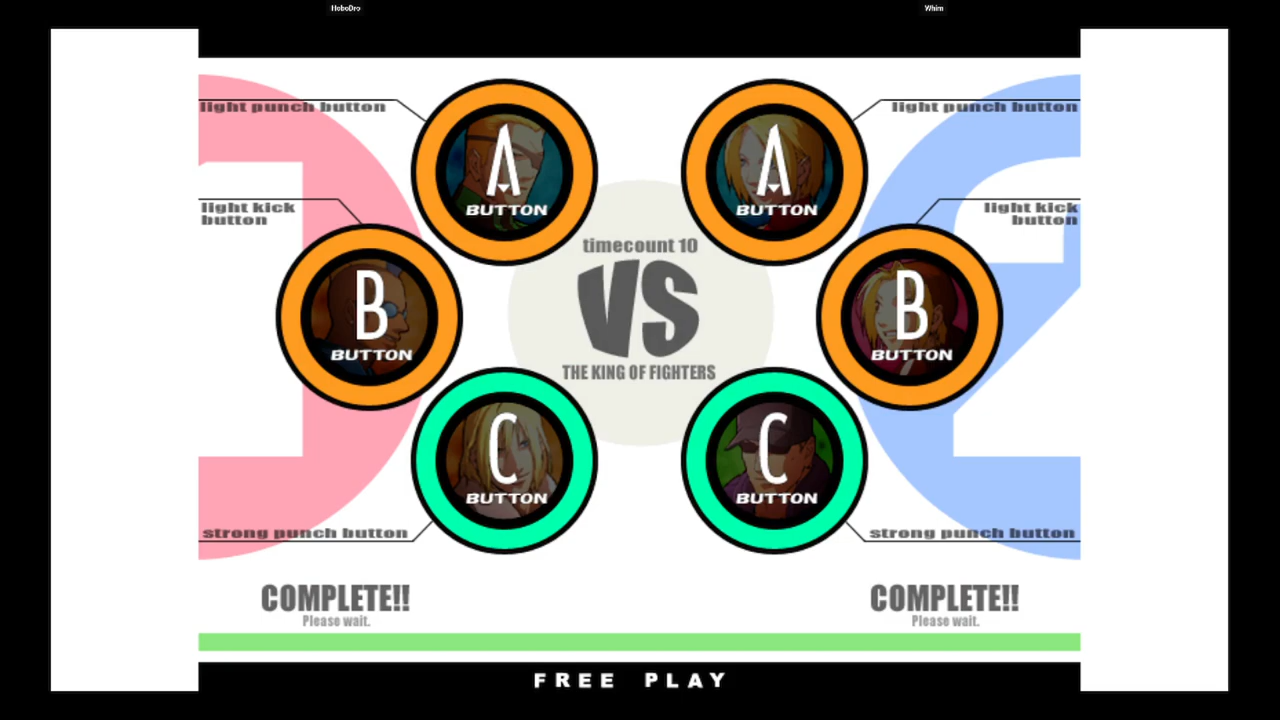 HoboDro
Whim
light punch button
light punch button
A
BUTTON
A
BUTTON
light kick
button
light kick
button
timecount 10
VS
THE KING OF FIGHTERS
B
BUTTON
B
BUTTON
C
BUTTON
C
BUTTON
strong punch button
strong punch button
COMPLETE!!
Please wait.
COMPLETE!!
Please wait.
FREE PLAY
1
2